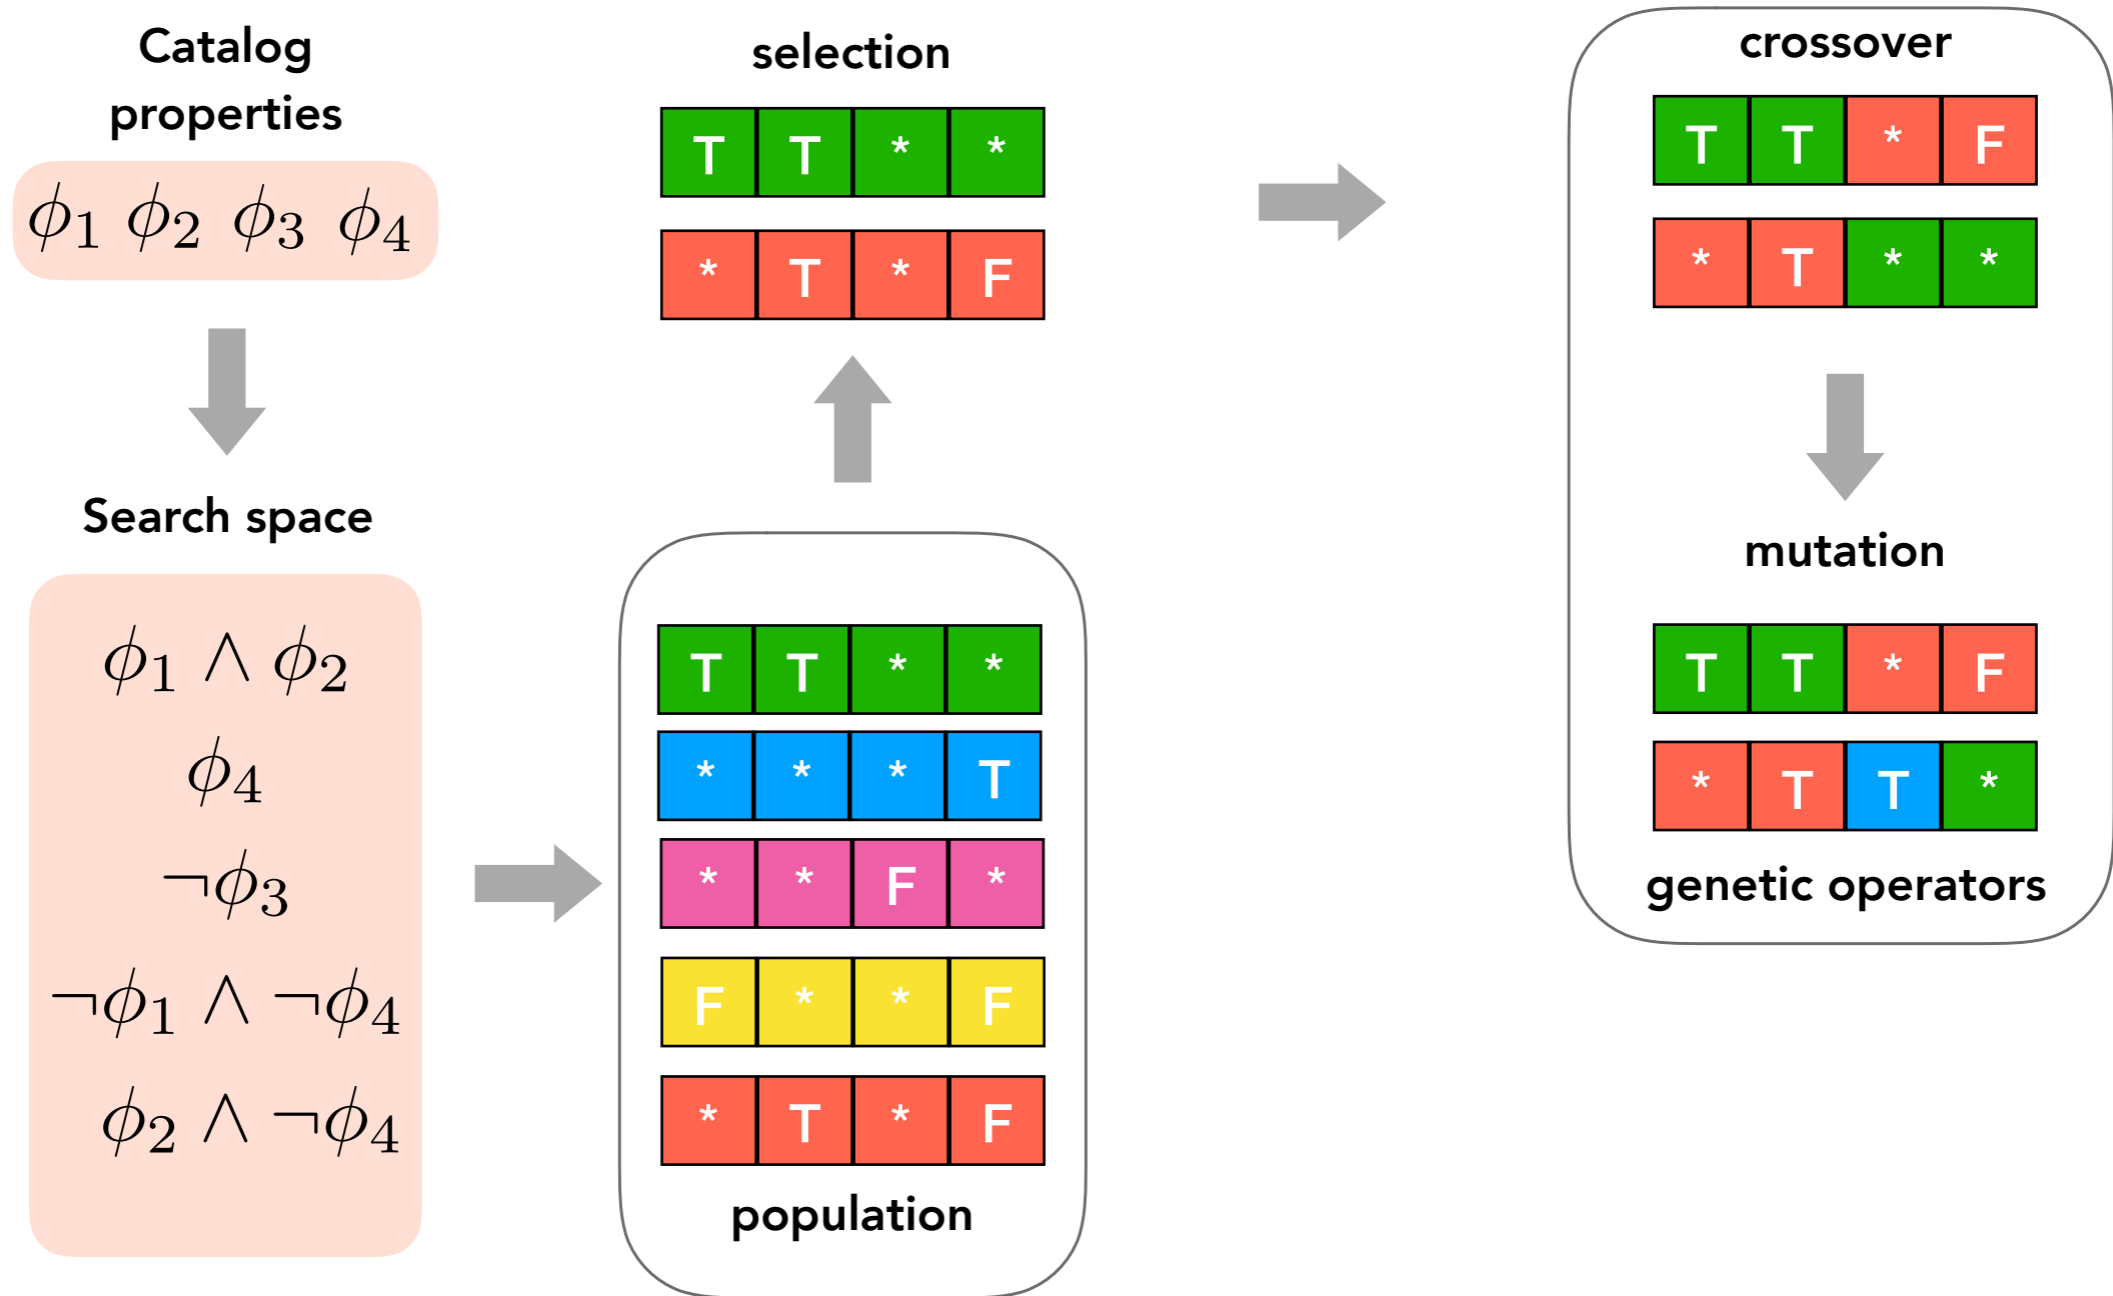 Catalog
properties
ϕ1 ϕ2 ϕ3 ϕ4
Search space
ϕ1 ∧ ϕ2
ϕ4
¬ϕ3
¬ϕ1 ∧ ¬ϕ4
ϕ2 ∧ ¬ϕ4
selection
T T * *
* T * F
T T * *
* * * T
* * F *
F * * F
* T * F
population
crossover
T T * F
* T * *
mutation
T T * F
* T T *
genetic operators